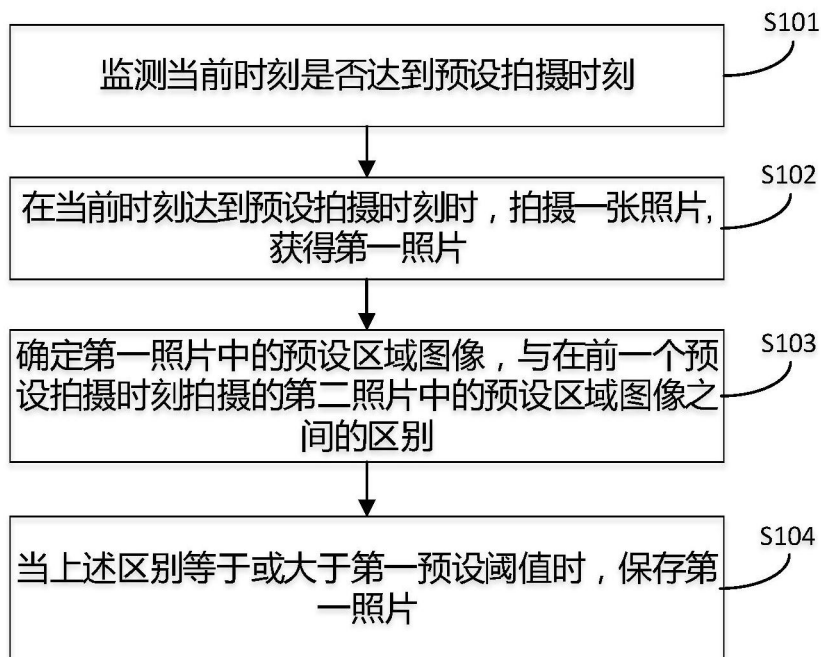 S101
监测当前时刻是否达到预设拍摄时刻
S102
在当前时刻达到预设拍摄时刻时，拍摄一张照片,
获得第一照片
S103
确定第一照片中的预设区域图像，与在前一个预
设拍摄时刻拍摄的第二照片中的预设区域图像之
间的区别
S104
当上述区别等于或大于第一预设阈值时，保存第
一照片